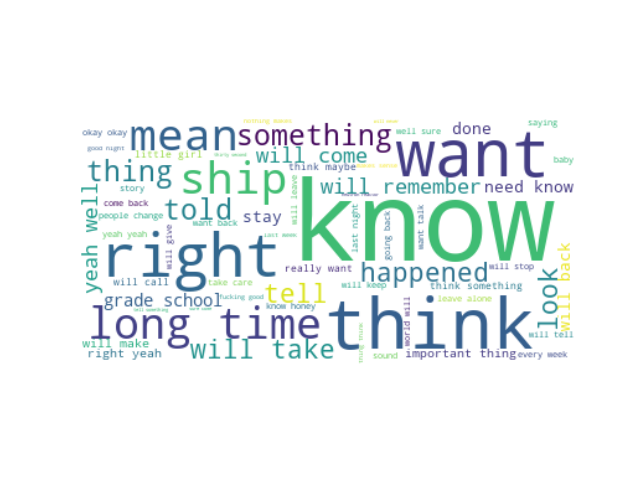 okay okay
good night
mean
something
well sure
done
saying
little girl
will come
want
baby
thing
ship
think maybe
story
will leave
will remember
need know
come back
people change
told
stay
know
yeah well
yeah yeah
want back
last night
going back
want talk
right
will give
last week
really want
happened
will stop
look
will back
will call
take care
tell
will keep
think something
grade school
fucking good
know honey
leave alone
long time
think
world will
will tell
will make
right yeah
will take
sound
important thing
every week